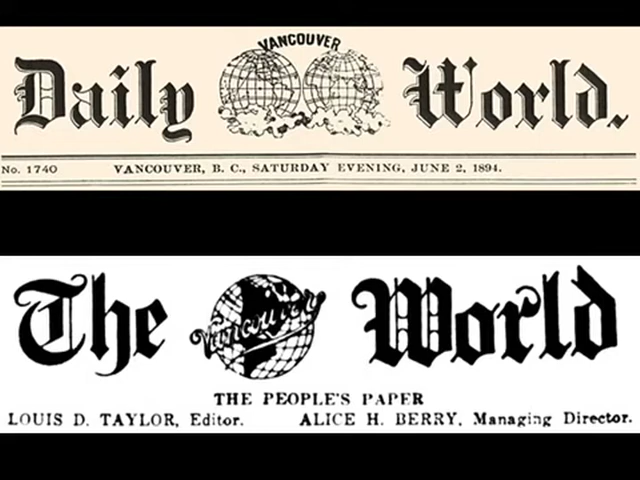 VANCOUVER
Daily World.
No. 1740 VANCOUVER, B. C., SATURDAY EVENING, JUNE 2, 1894.
The Vancouver World
THE PEOPLE'S PAPER
LOUIS D. TAYLOR, Editor. ALICE H. BERRY, Managing Director.